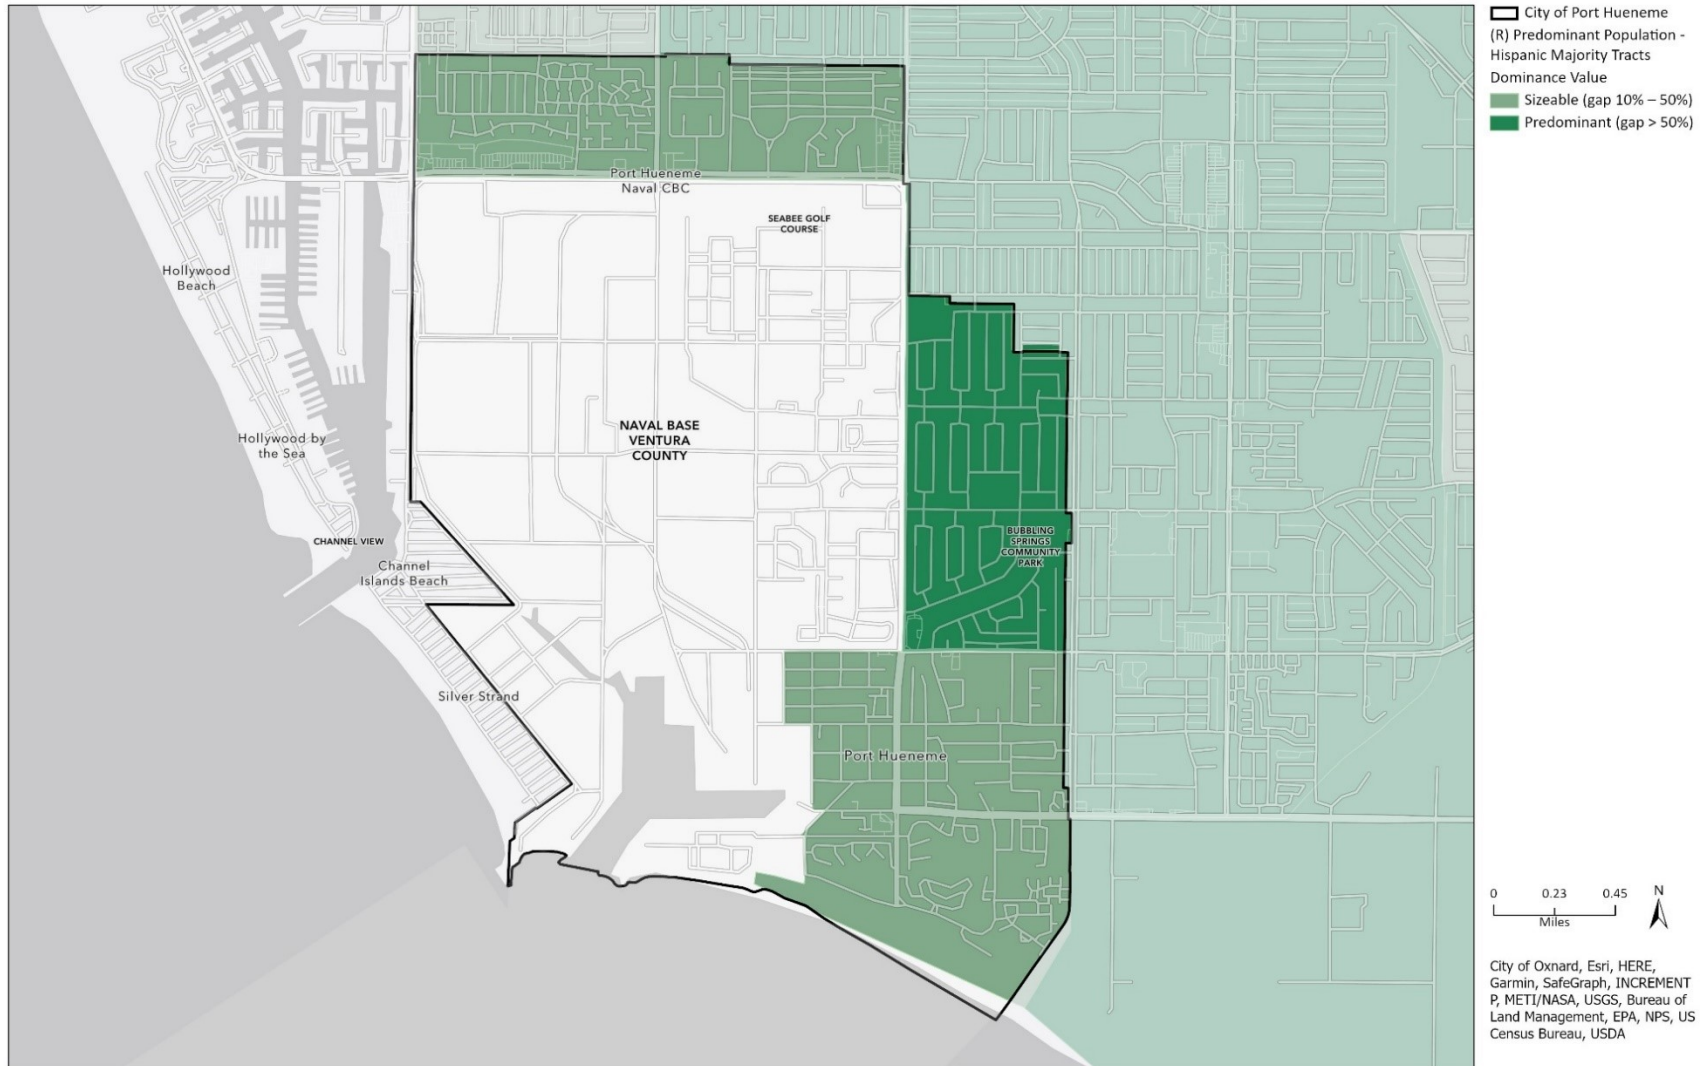 City of Port Hueneme
(R) Predominant Population -
Hispanic Majority Tracts
Dominance Value
Sizeable (gap 10% – 50%)
Predominant (gap > 50%)
Port Hueneme
Naval CBC
SEABEE GOLF
COURSE
Hollywood
Beach
NAVAL BASE
VENTURA
COUNTY
Hollywood by
the Sea
CHANNEL VIEW
BUBBLING
SPRINGS
COMMUNITY
PARK
Channel
Islands Beach
Silver Strand
Port Hueneme
0 0.23 0.45
Miles
N
City of Oxnard, Esri, HERE,
Garmin, SafeGraph, INCREMENT
P, METI/NASA, USGS, Bureau of
Land Management, EPA, NPS, US
Census Bureau, USDA